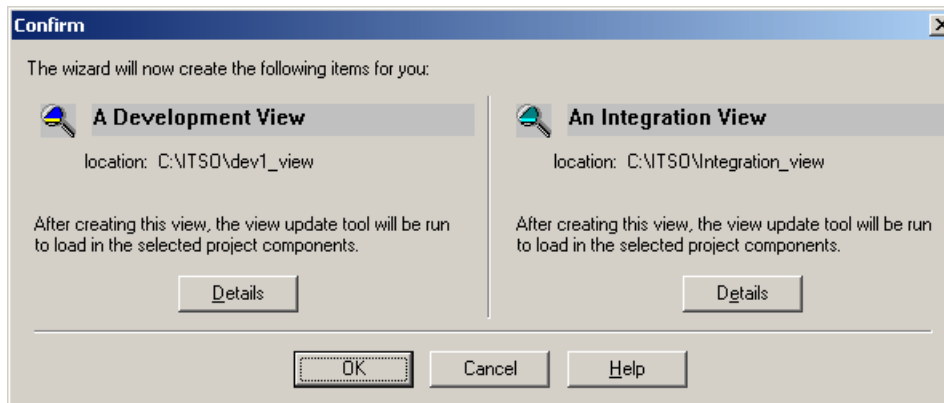 Confirm
The wizard will now create the following items for you:
A Development View
location: C:\ITSO\dev1_view
After creating this view, the view update tool will be run
to load in the selected project components.
Details
An Integration View
location: C:\ITSO\Integration_view
After creating this view, the view update tool will be run
to load in the selected project components.
Details
OK
Cancel
Help